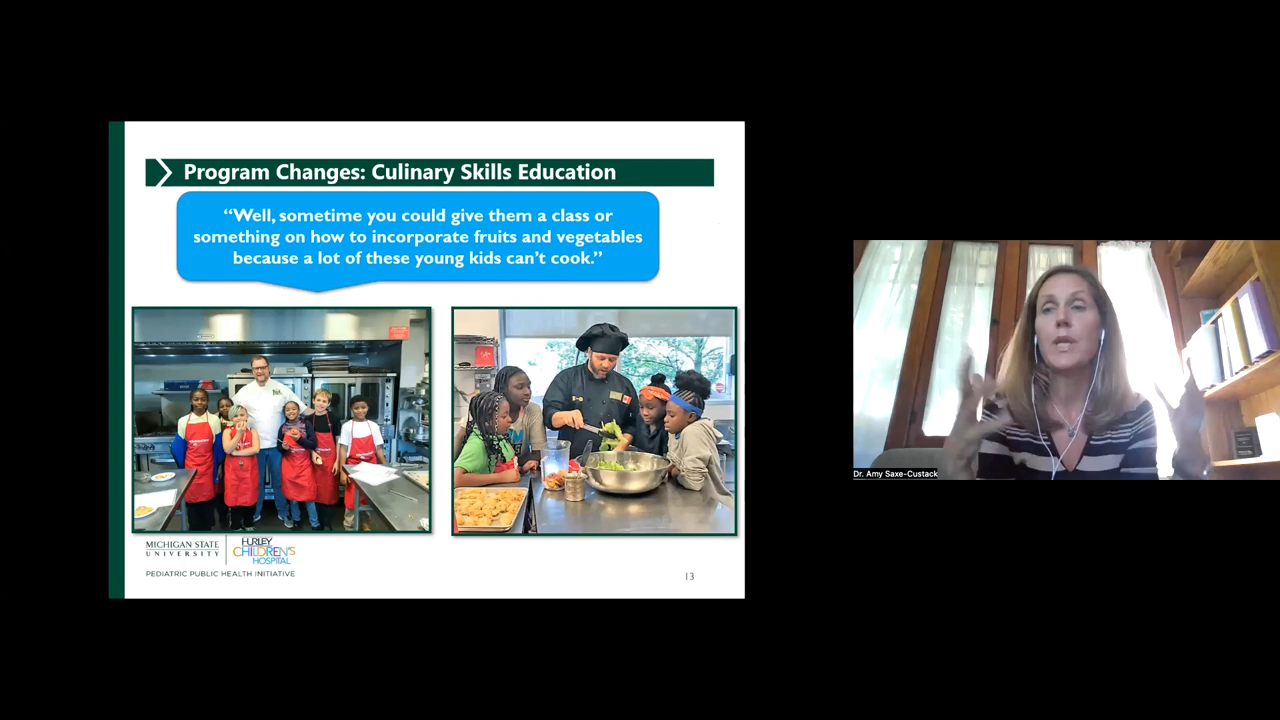 Program Changes: Culinary Skills Education
“Well, sometime you could give them a class or
something on how to incorporate fruits and vegetables
because a lot of these young kids can’t cook.”
MICHIGAN STATE
UNIVERSITY
HURLEY
CHILDREN'S
HOSPITAL
PEDIATRIC PUBLIC HEALTH INITIATIVE
13
Dr. Amy Saxe-Custack